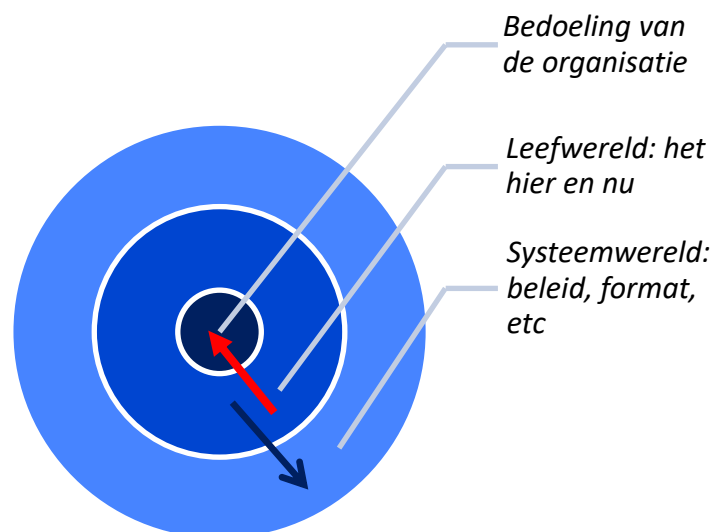 Bedoeling van
de organisatie
Leefwereld: het
hier en nu
Systeemwereld:
beleid, format,
etc